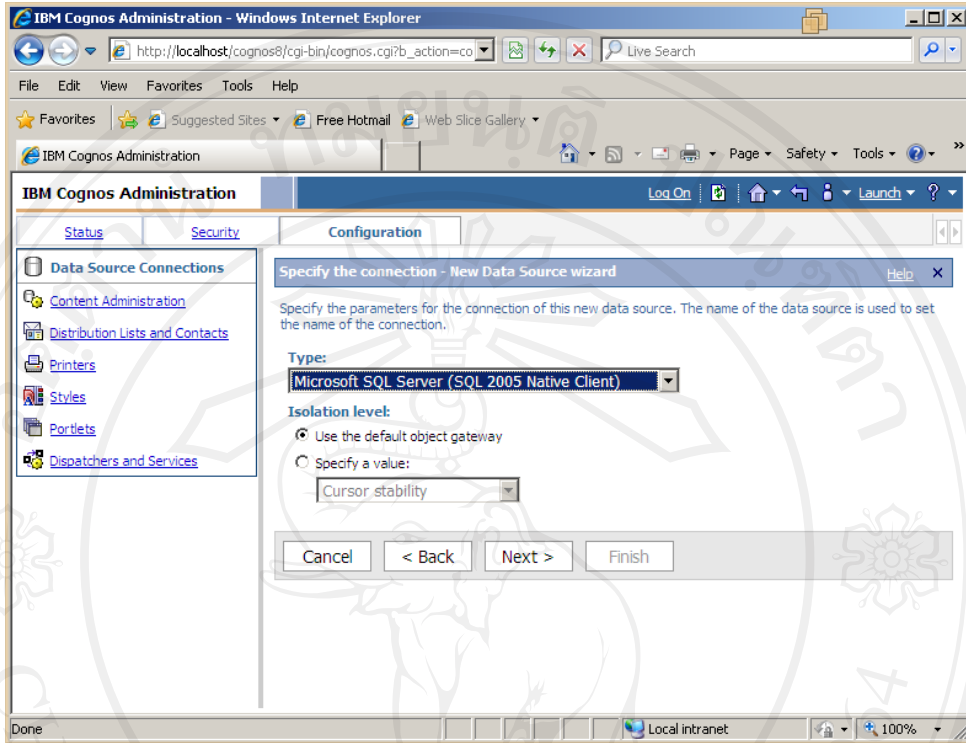 IBM Cognos Administration - Windows Internet Explorer
http://localhost/cognos8/cgi-bin/cognos.cgi?b_action=co
Live Search
File Edit View Favorites Tools Help
Favorites Suggested Sites Free Hotmail Web Slice Gallery
IBM Cognos Administration
Page Safety Tools »
IBM Cognos Administration
Log On Launch ?
Status Security Configuration
Data Source Connections
Content Administration
Distribution Lists and Contacts
Printers
Styles
Portlets
Dispatchers and Services
Specify the connection - New Data Source wizard
Help X
Specify the parameters for the connection of this new data source. The name of the data source is used to set
the name of the connection.
Type:
Microsoft SQL Server (SQL 2005 Native Client)
Isolation level:
Use the default object gateway
Specify a value:
Cursor stability
Cancel < Back Next > Finish
Done
Local intranet
100%